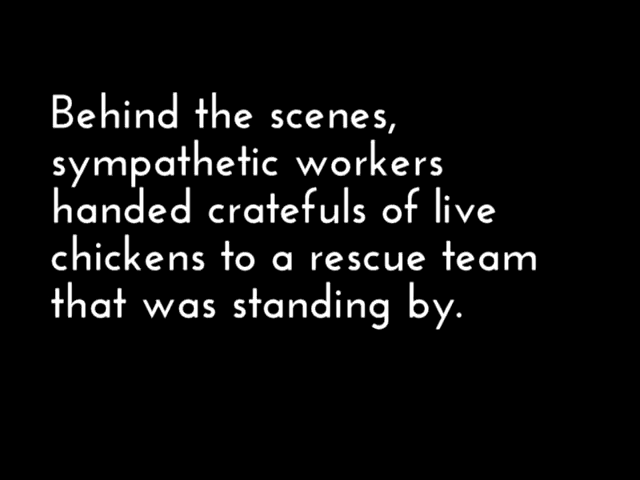 Behind the scenes,
sympathetic workers
handed cratefuls of live
chickens to a rescue team
that was standing by.